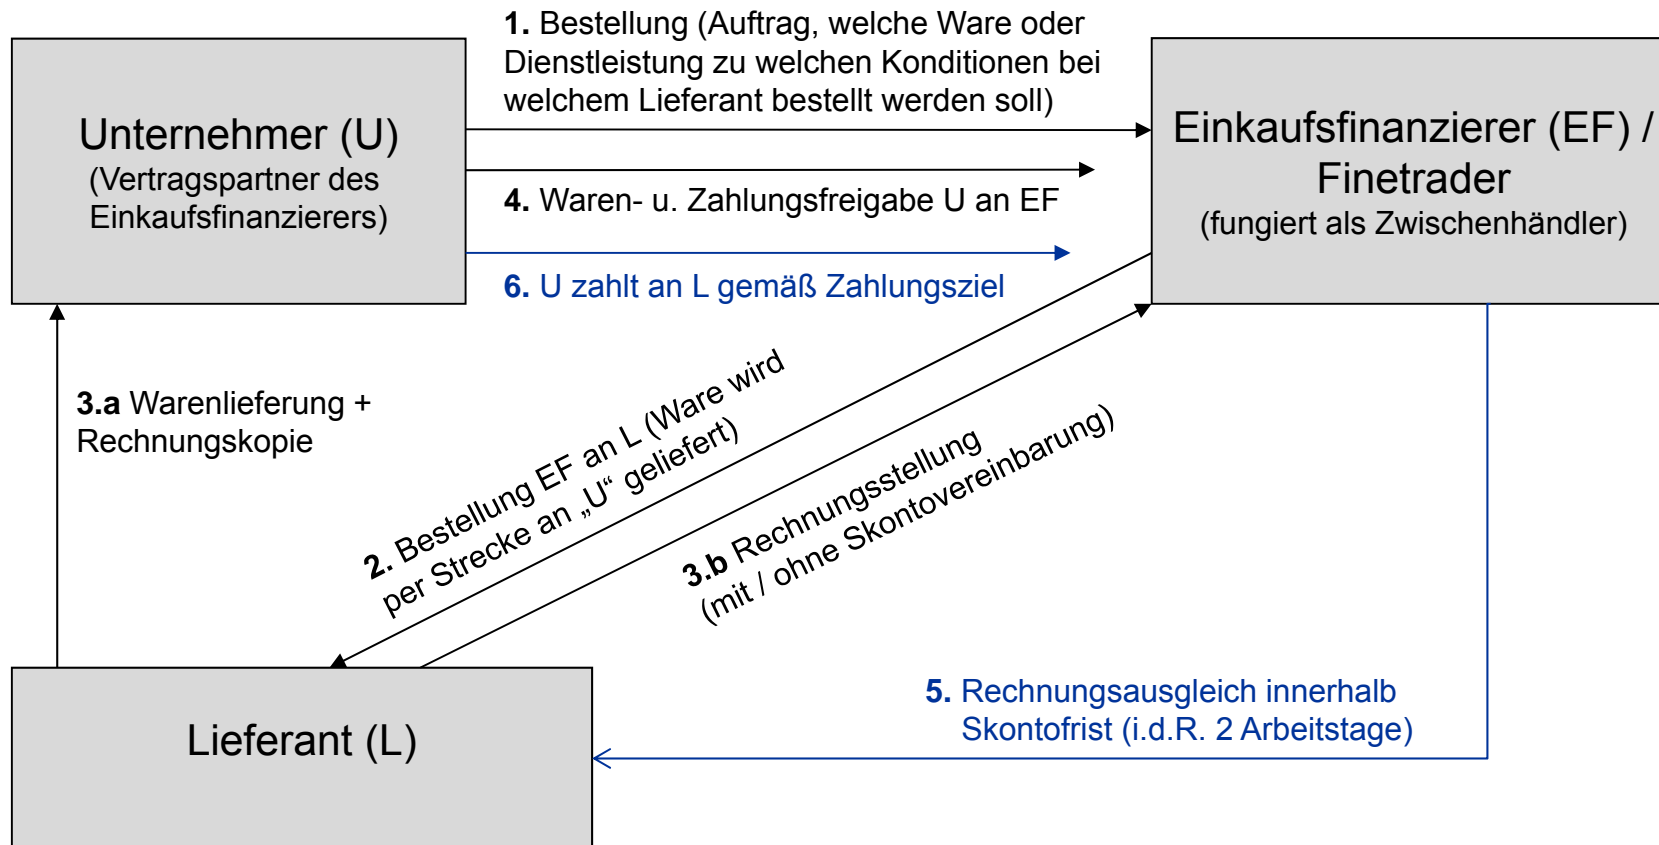 1. Bestellung (Auftrag, welche Ware oder
Dienstleistung zu welchen Konditionen bei
welchem Lieferant bestellt werden soll)
Unternehmer (U)
(Vertragspartner des
Einkaufsfinanzierers)
Einkaufsfinanzierer (EF) /
Finetrader
(fungiert als Zwischenhändler)
4. Waren- u. Zahlungsfreigabe U an EF
6. U zahlt an L gemäß Zahlungsziel
3.a Warenlieferung +
Rechnungskopie
2. Bestellung EF an L (Ware wird
per Strecke an „U“ geliefert)
3.b Rechnungsstellung
(mit / ohne Skontovereinbarung)
5. Rechnungsausgleich innerhalb
Skontofrist (i.d.R. 2 Arbeitstage)
Lieferant (L)